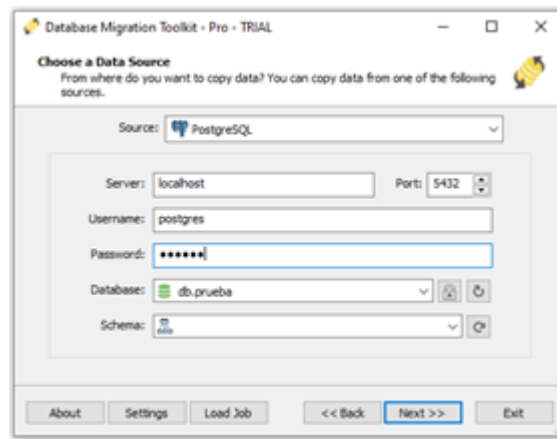 Database Migration Toolkit - Pro - TRIAL
Choose a Data Source
From where do you want to copy data? You can copy data from one of the following
sources.
Source: PostgreSQL
Server: localhost Port: 5432
Username: postgres
Password: ••••••
Database: db.prueba
Schema:
About Settings Load Job << Back Next >> Exit